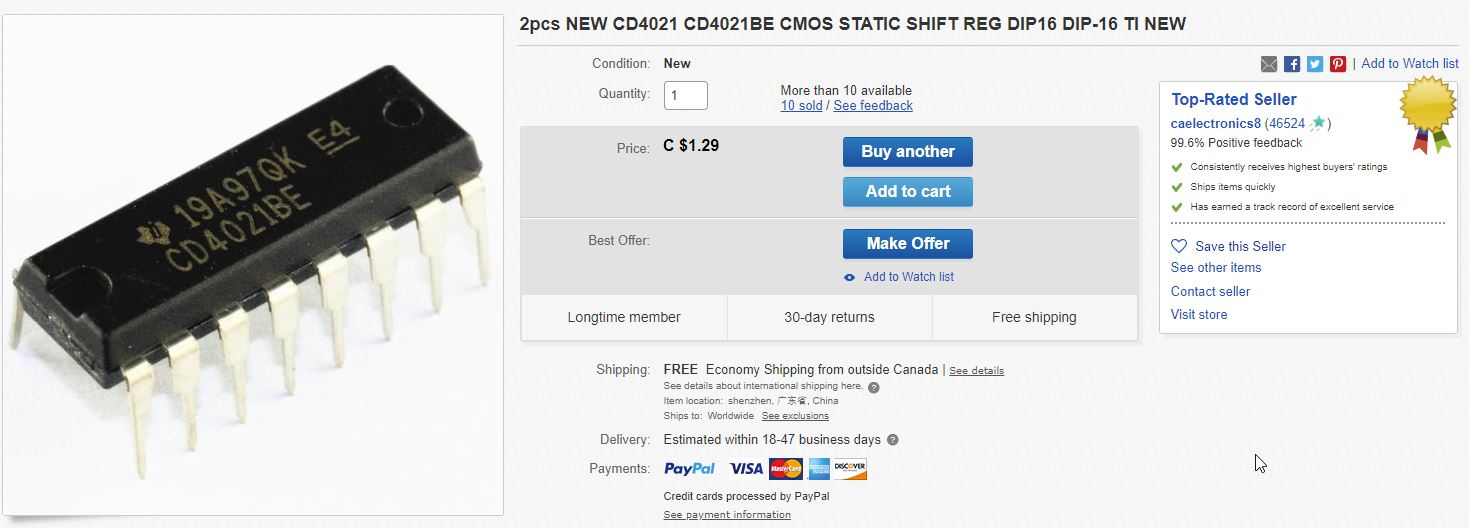 2pcs NEW CD4021 CD4021BE CMOS STATIC SHIFT REG DIP16 DIP-16 TI NEW
19A97QK E4
CD4021BE
Condition: New
Quantity: 1
More than 10 available
10 sold / See feedback
Price: C $1.29
Buy another
Add to cart
Best Offer:
Make Offer
Add to Watch list
Longtime member
30-day returns
Free shipping
Shipping: FREE Economy Shipping from outside Canada | See details
See details about international shipping here. ?
Item location: shenzhen, 广东省, China
Ships to: Worldwide See exclusions
Delivery: Estimated within 18-47 business days ?
Payments: PayPal VISA MasterCard DISCOVER
Credit cards processed by PayPal
See payment information
| Add to Watch list
Top-Rated Seller
caelectronics8 (46524 )
99.6% Positive feedback
Consistently receives highest buyers' ratings
Ships items quickly
Has earned a track record of excellent service
Save this Seller
See other items
Contact seller
Visit store